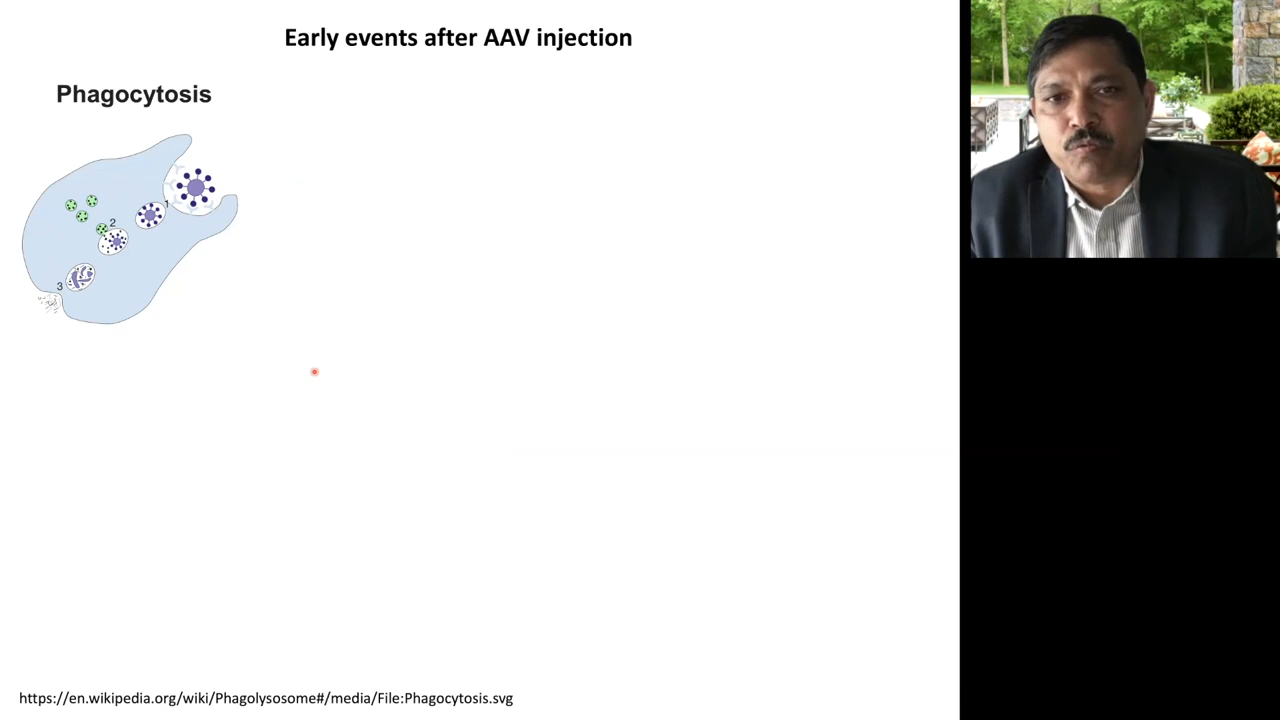 Early events after AAV injection
Phagocytosis
1
2
3
https://en.wikipedia.org/wiki/Phagolysosome#/media/File:Phagocytosis.svg